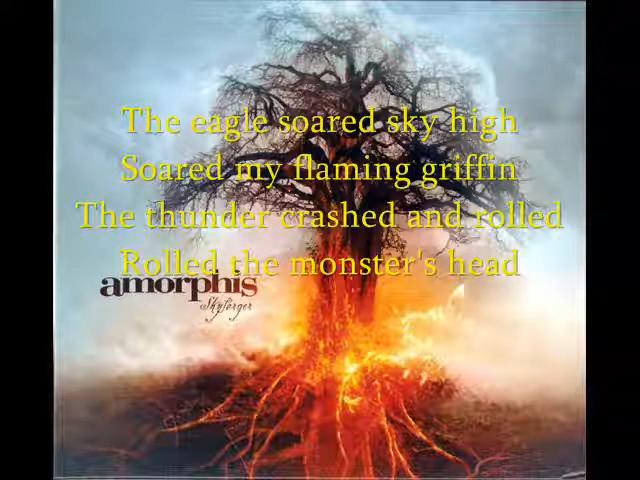 The eagle soared sky high
Soared my flaming griffin
The thunder crashed and rolled
Rolled the monster's head
amorphis
Skyforger